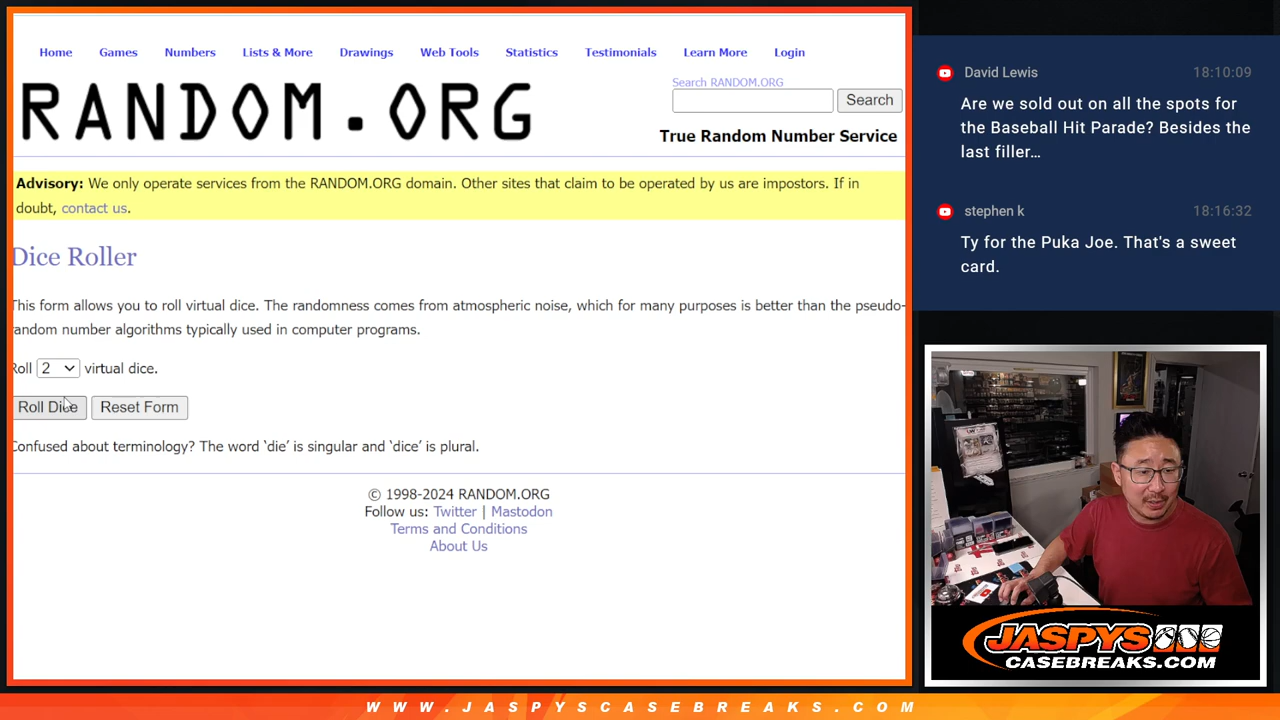 Home Games Numbers Lists & More Drawings Web Tools Statistics Testimonials Learn More Login
RANDOM.ORG
Search RANDOM.ORG
Search
True Random Number Service
Advisory: We only operate services from the RANDOM.ORG domain. Other sites that claim to be operated by us are impostors. If in
doubt, contact us.
Dice Roller
This form allows you to roll virtual dice. The randomness comes from atmospheric noise, which for many purposes is better than the pseudo-
random number algorithms typically used in computer programs.
Roll 2 virtual dice.
Roll Dice Reset Form
Confused about terminology? The word ‘die’ is singular and ‘dice’ is plural.
© 1998-2024 RANDOM.ORG
Follow us: Twitter | Mastodon
Terms and Conditions
About Us
David Lewis 18:10:09
Are we sold out on all the spots for
the Baseball Hit Parade? Besides the
last filler…
stephen k 18:16:32
Ty for the Puka Joe. That's a sweet
card.
JASPYS
CASEBREAKS.COM
WWW.JASPYSCASEBREAKS.COM